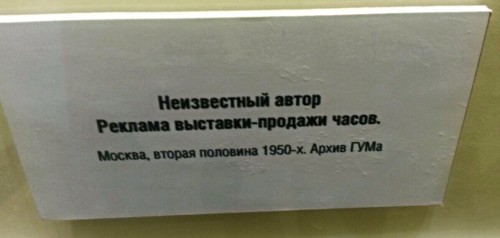 Неизвестный автор
Реклама выставки-продажи часов.
Москва, вторая половина 1950-х. Архив ГУМа